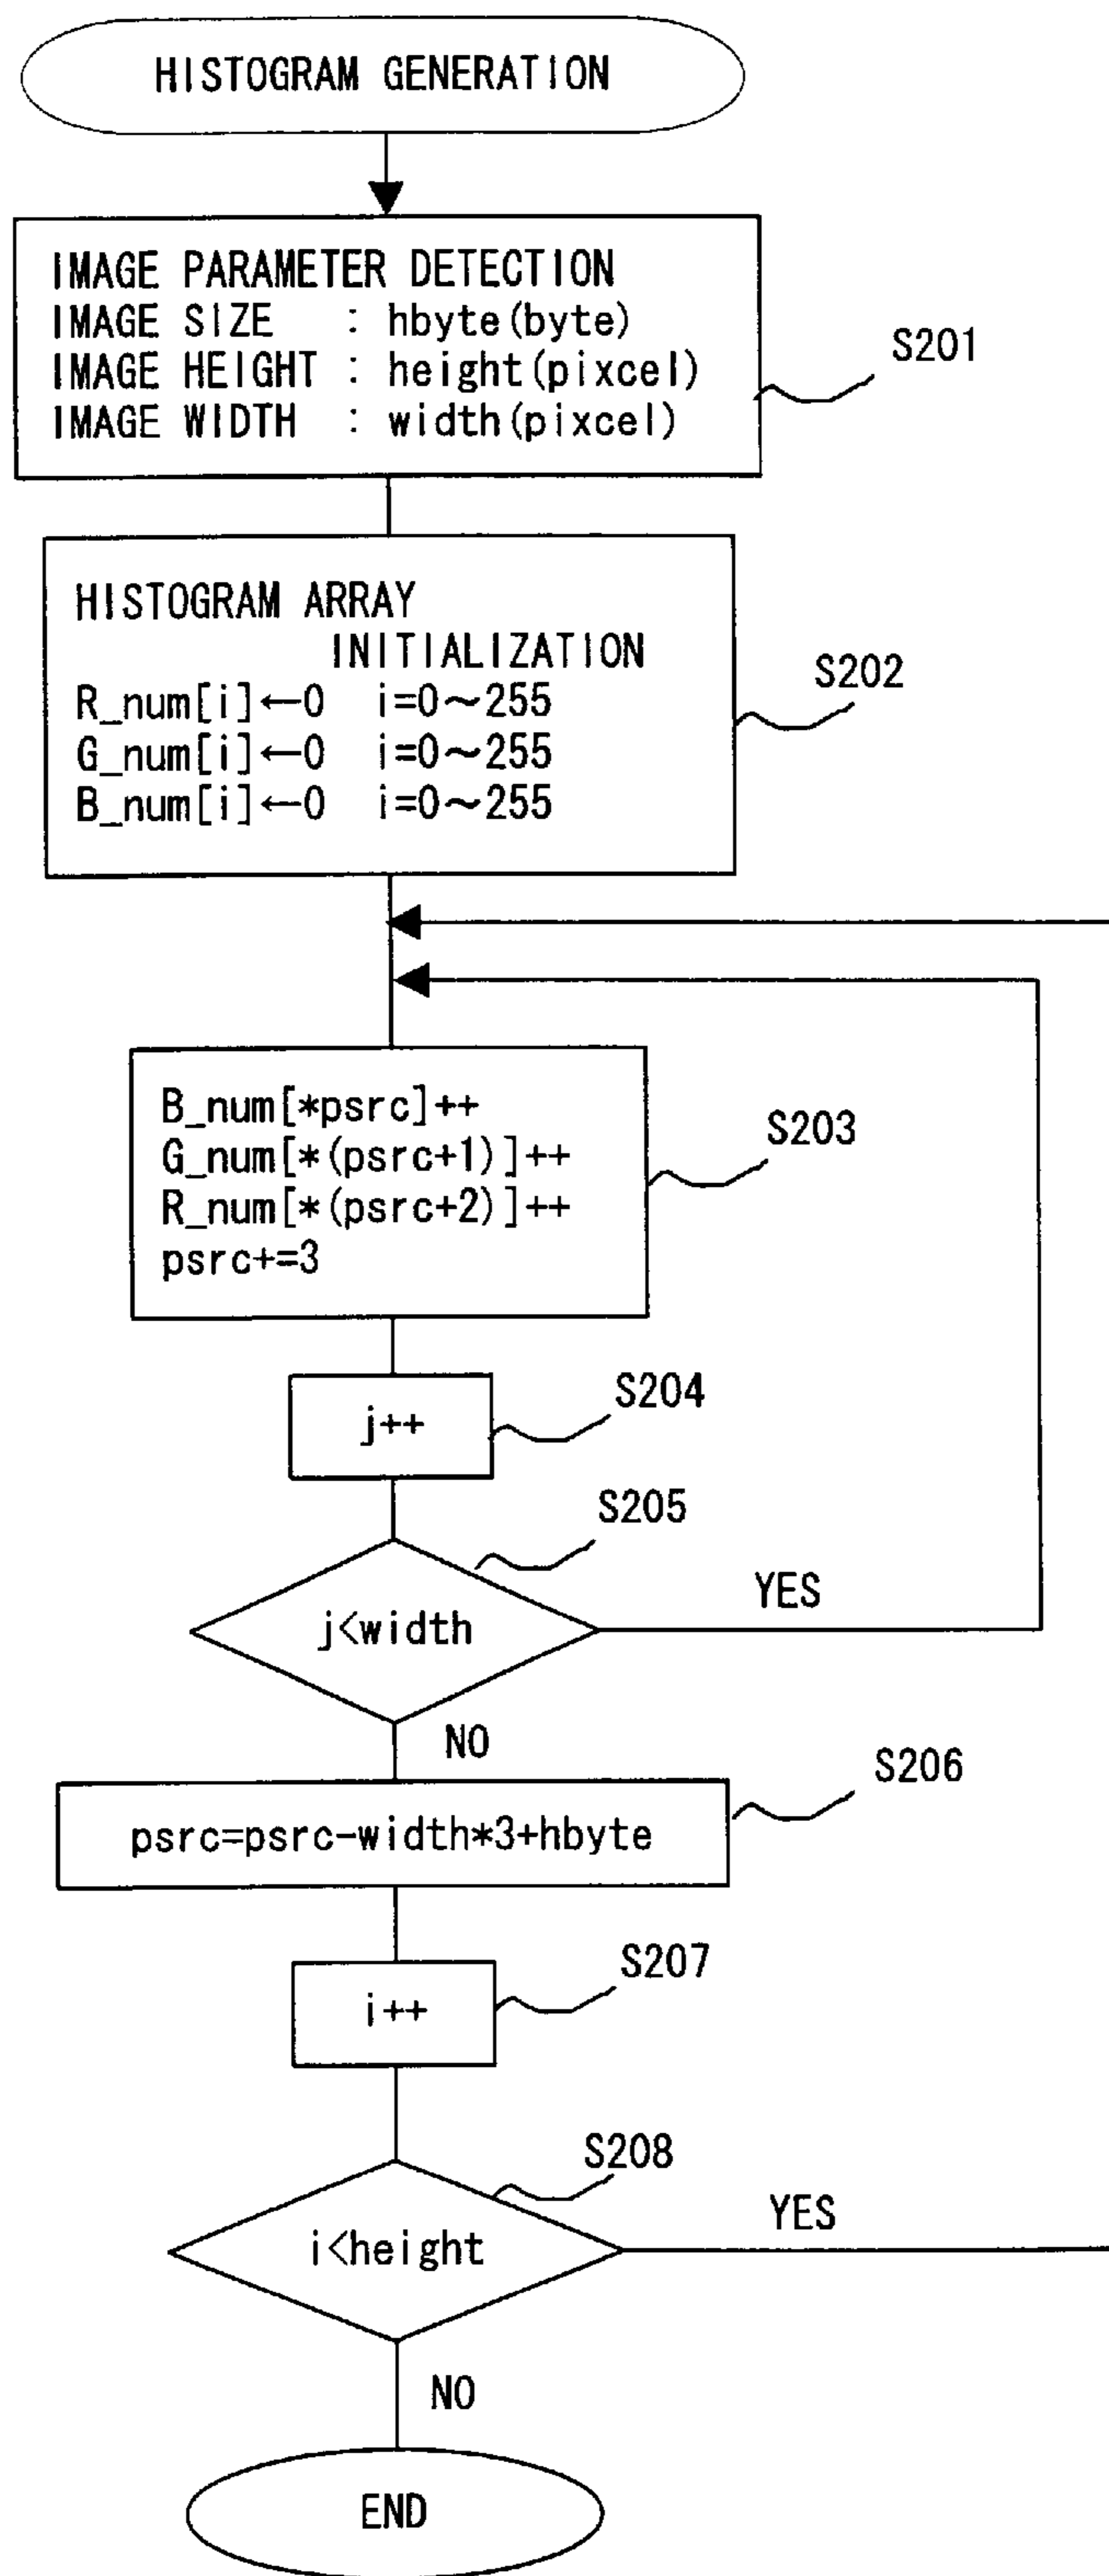 HISTOGRAM GENERATION
IMAGE PARAMETER DETECTION
IMAGE SIZE : hbyte(byte)
IMAGE HEIGHT : height(pixcel)
IMAGE WIDTH : width(pixcel)
S201
HISTOGRAM ARRAY
INITIALIZATION
R_num[i]←0 i=0~255
G_num[i]←0 i=0~255
B_num[i]←0 i=0~255
S202
B_num[*psrc]++
G_num[*(psrc+1)]++
R_num[*(psrc+2)]++
psrc+=3
S203
j++
S204
S205
j<width
YES
NO
S206
psrc=psrc-width*3+hbyte
S207
i++
S208
i<height
YES
NO
END